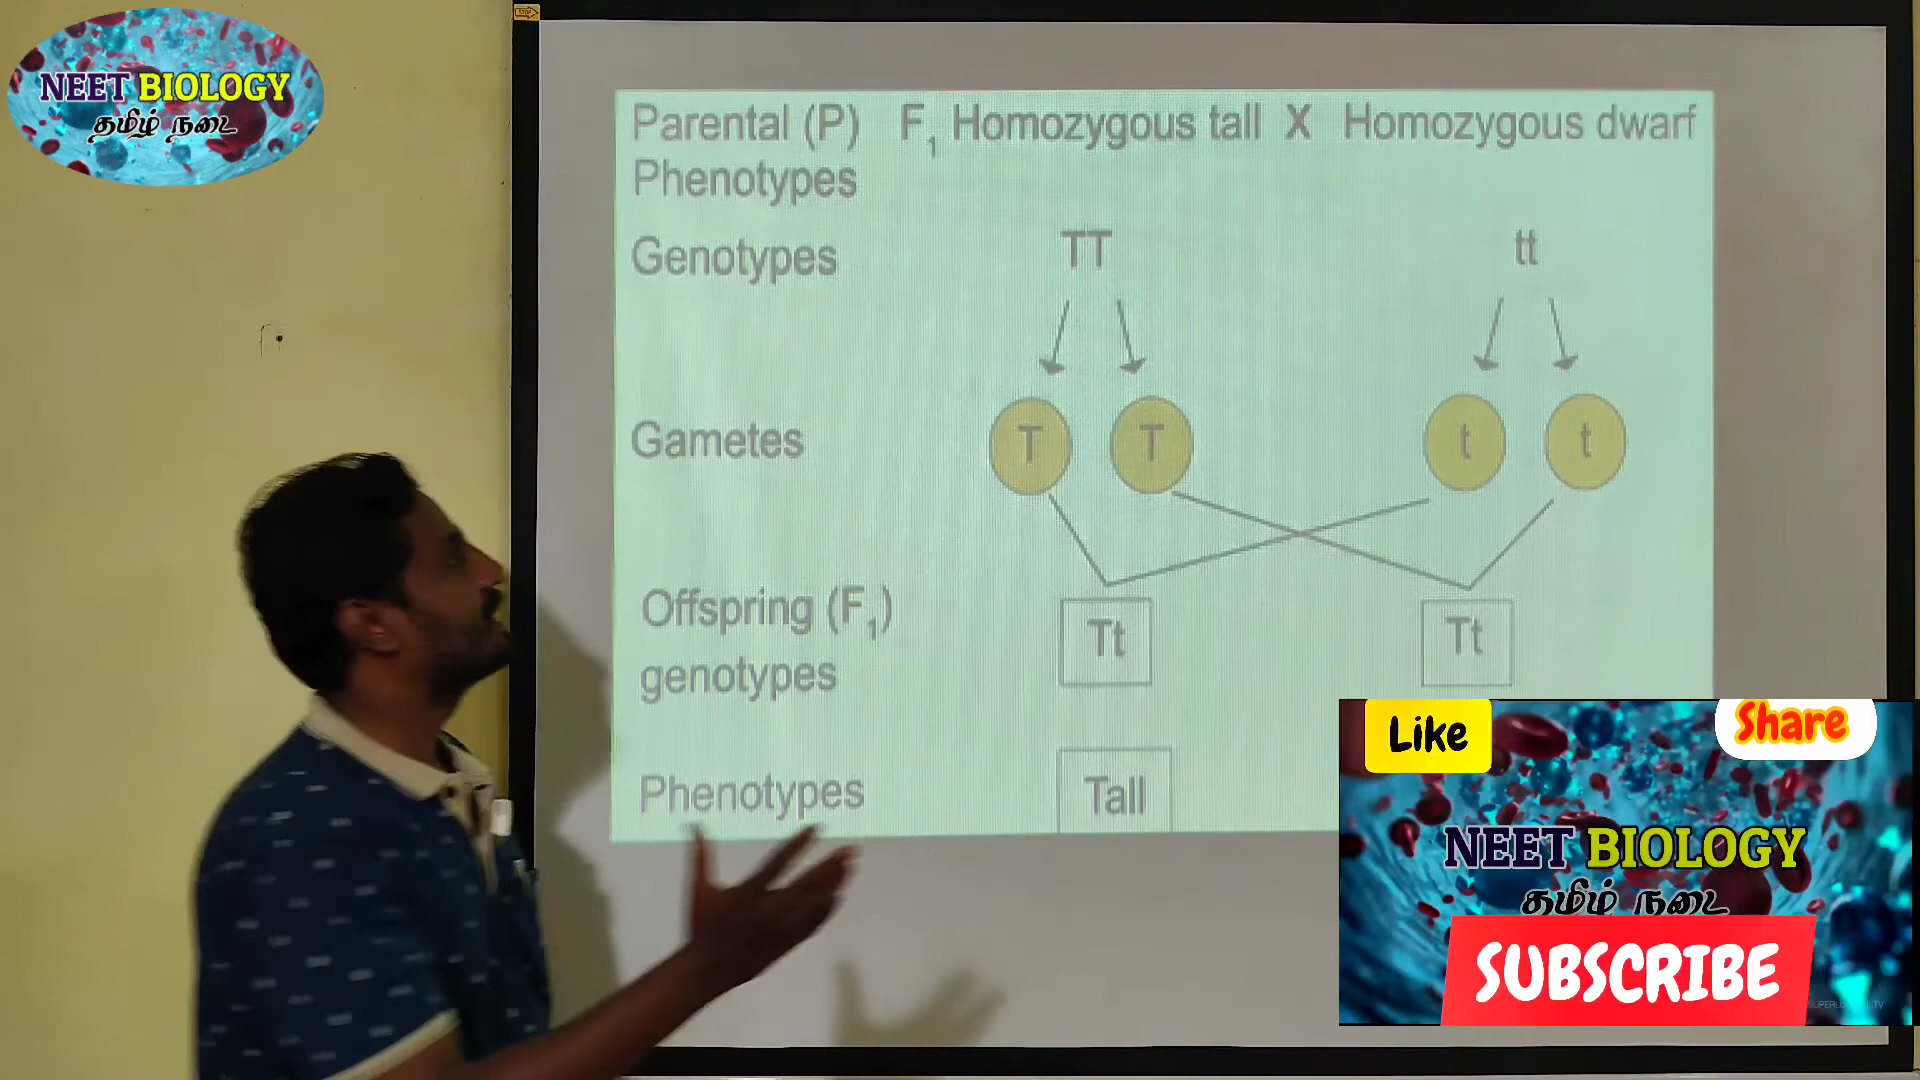 STOP
NEET BIOLOGY
தமிழ் நடை
Parental (P) F1 Homozygous tall X Homozygous dwarf
Phenotypes
Genotypes TT tt
Gametes T T t t
Offspring (F1)
genotypes Tt Tt
Phenotypes Tall
Like
Share
NEET BIOLOGY
தமிழ் நடை
SUBSCRIBE